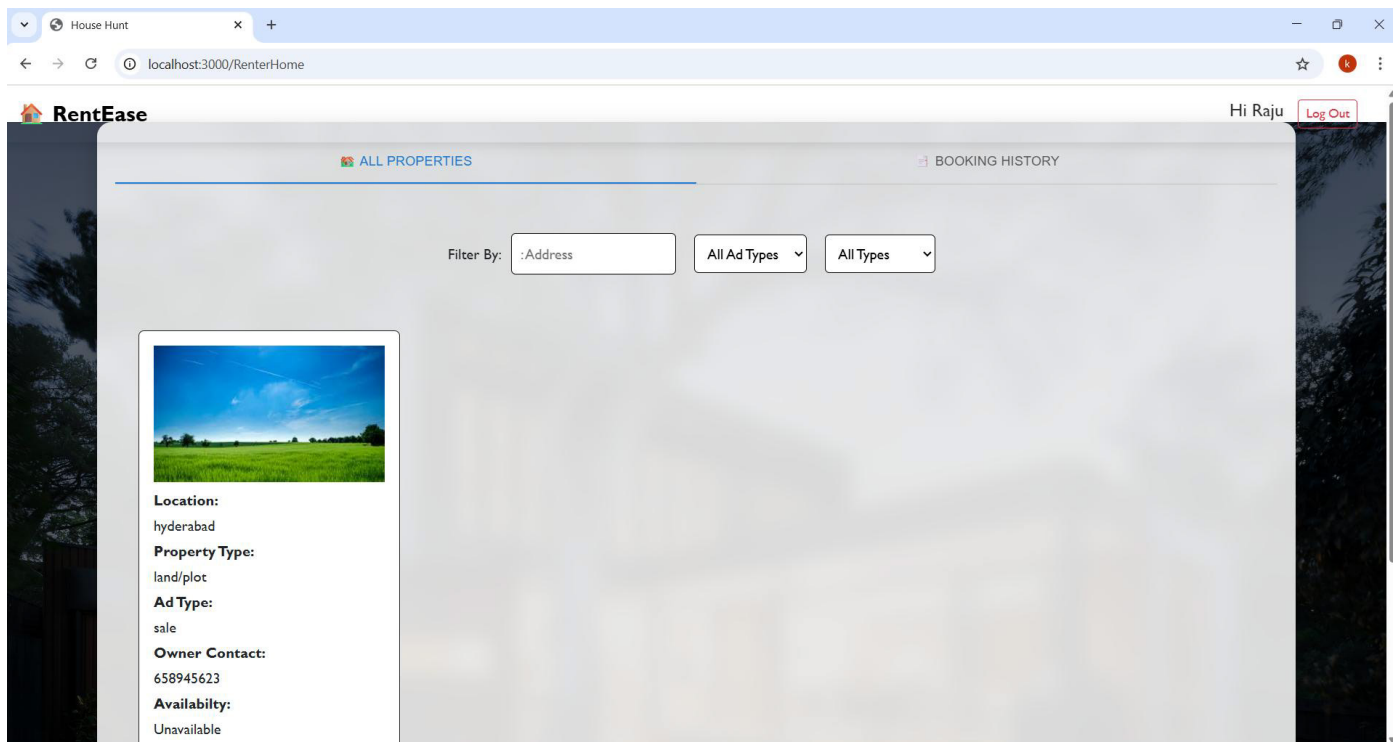 House Hunt
localhost:3000/RenterHome
k
RentEase
Hi Raju
Log Out
ALL PROPERTIES
BOOKING HISTORY
Filter By: :Address All Ad Types All Types
Location:
hyderabad
Property Type:
land/plot
Ad Type:
sale
Owner Contact:
658945623
Availabilty:
Unavailable